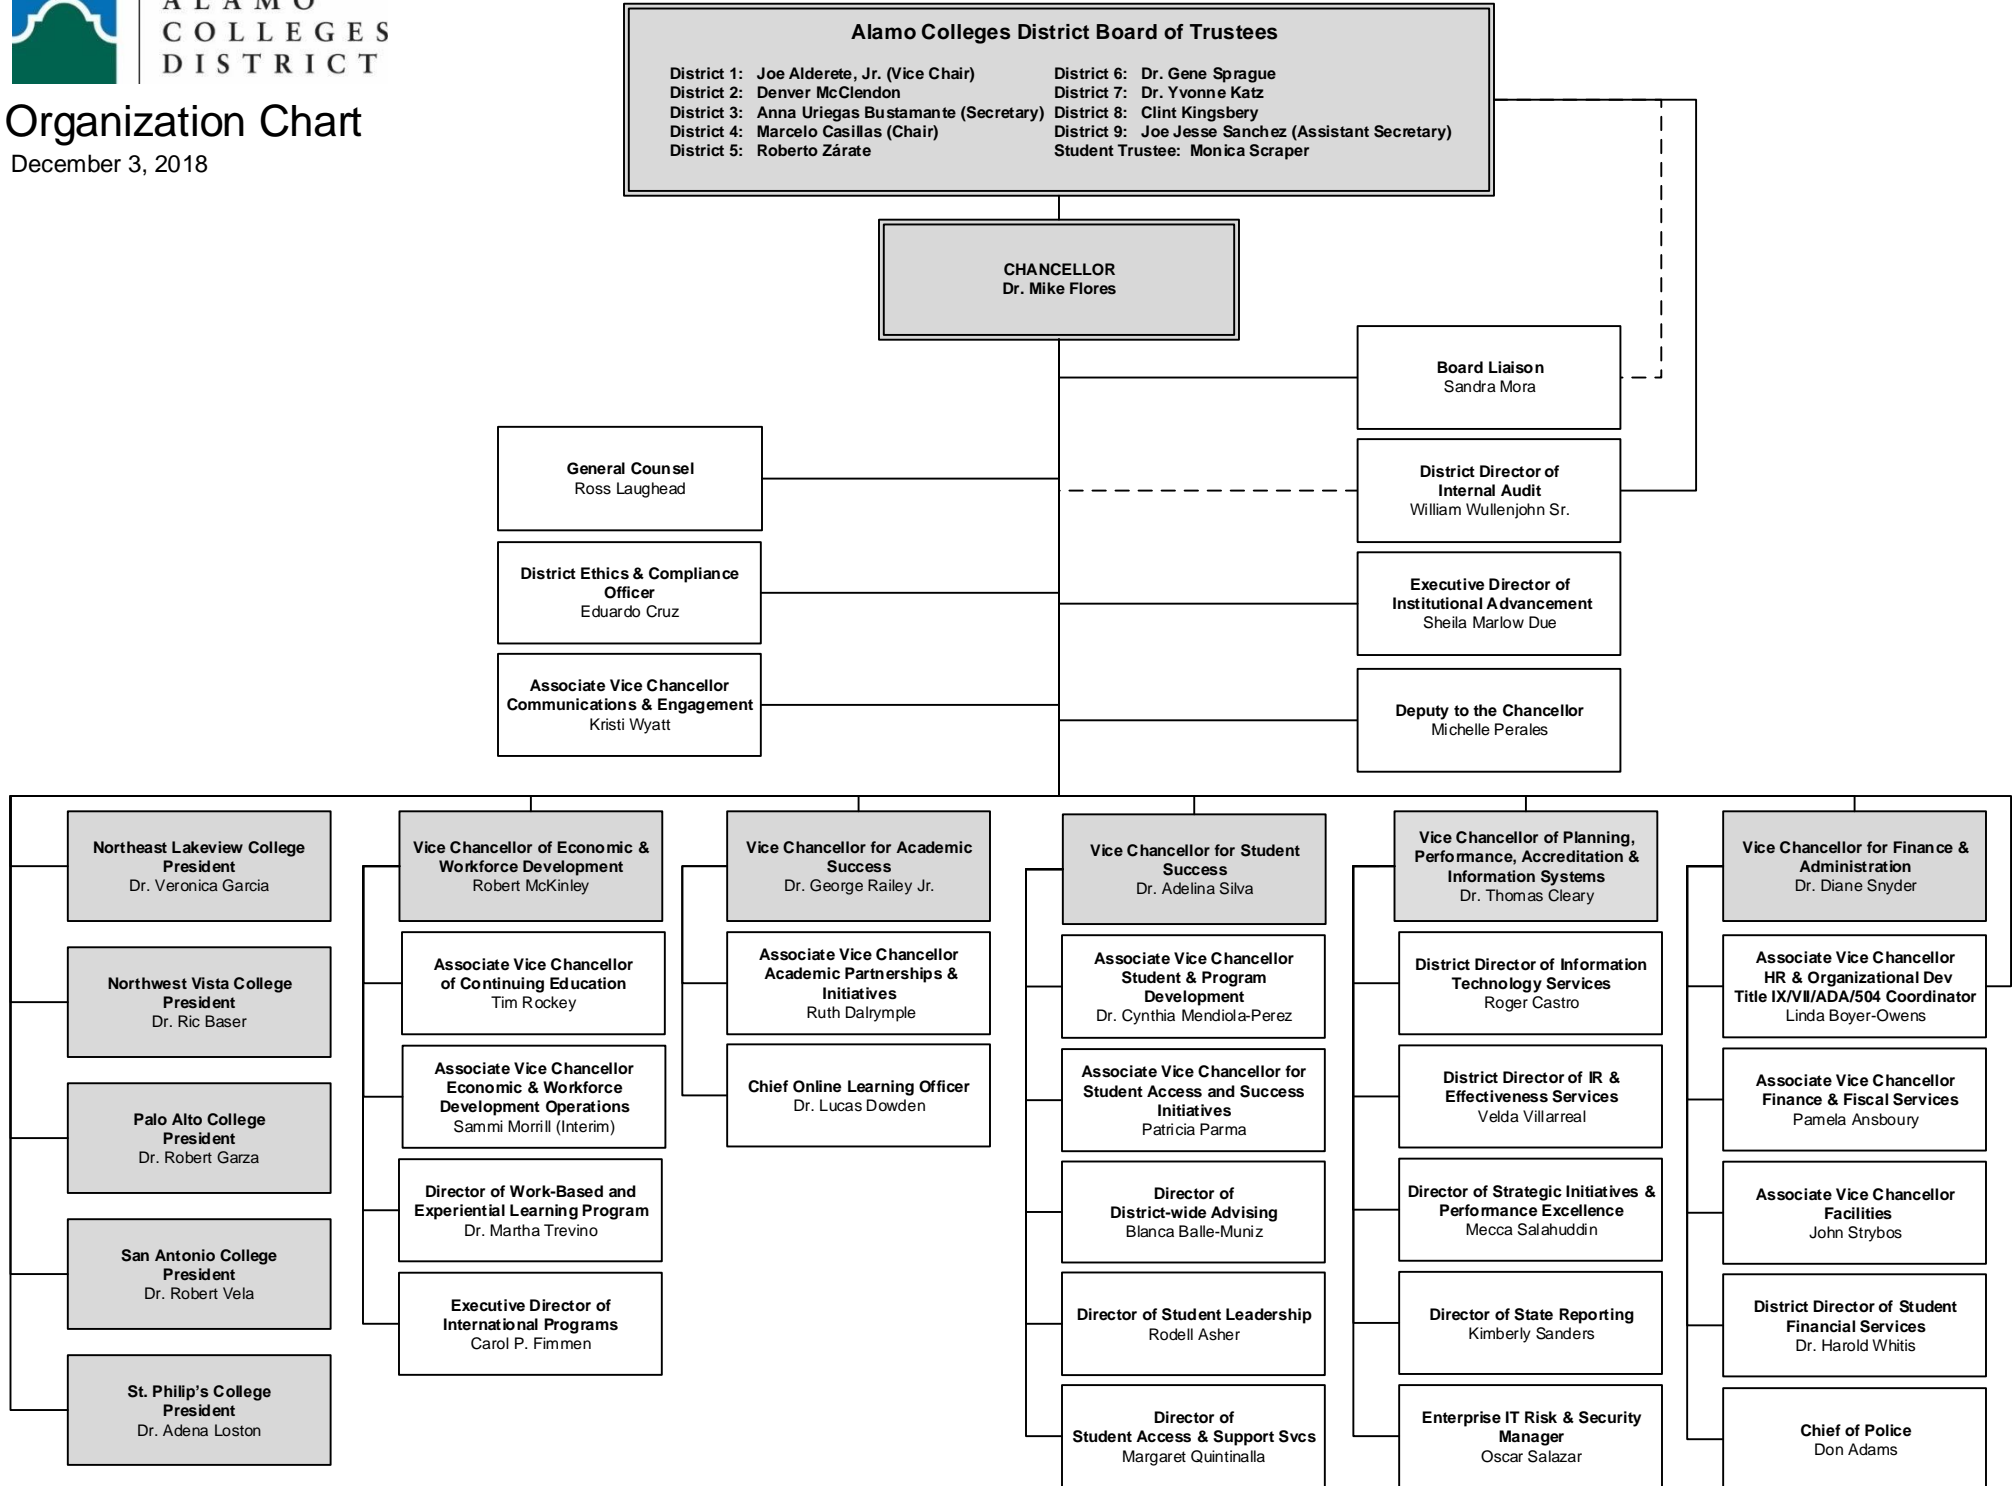 ALAMO
COLLEGES
DISTRICT
Organization Chart
December 3, 2018
Alamo Colleges District Board of Trustees
District 1: Joe Alderete, Jr. (Vice Chair)
District 2: Denver McClendon
District 3: Anna Uriegas Bustamante (Secretary)
District 4: Marcelo Casillas (Chair)
District 5: Roberto Zárate
District 6: Dr. Gene Sprague
District 7: Dr. Yvonne Katz
District 8: Clint Kingsbery
District 9: Joe Jesse Sanchez (Assistant Secretary)
Student Trustee: Monica Scraper
CHANCELLOR
Dr. Mike Flores
Board Liaison
Sandra Mora
General Counsel
Ross Laughead
District Director of
Internal Audit
William Wullenjohn Sr.
District Ethics & Compliance
Officer
Eduardo Cruz
Executive Director of
Institutional Advancement
Sheila Marlow Due
Associate Vice Chancellor
Communications & Engagement
Kristi Wyatt
Deputy to the Chancellor
Michelle Perales
Northeast Lakeview College
President
Dr. Veronica Garcia
Northwest Vista College
President
Dr. Ric Baser
Palo Alto College
President
Dr. Robert Garza
San Antonio College
President
Dr. Robert Vela
St. Philip's College
President
Dr. Adena Loston
Vice Chancellor of Economic &
Workforce Development
Robert McKinley
Associate Vice Chancellor
of Continuing Education
Tim Rockey
Associate Vice Chancellor
Economic & Workforce
Development Operations
Sammi Morrill (Interim)
Director of Work-Based and
Experiential Learning Program
Dr. Martha Trevino
Executive Director of
International Programs
Carol P. Fimmen
Vice Chancellor for Academic
Success
Dr. George Railey Jr.
Associate Vice Chancellor
Academic Partnerships &
Initiatives
Ruth Dalrymple
Chief Online Learning Officer
Dr. Lucas Dowden
Vice Chancellor for Student
Success
Dr. Adelina Silva
Associate Vice Chancellor
Student & Program
Development
Dr. Cynthia Mendiola-Perez
Associate Vice Chancellor for
Student Access and Success
Initiatives
Patricia Parma
Director of
District-wide Advising
Blanca Balle-Muniz
Director of Student Leadership
Rodell Asher
Director of
Student Access & Support Svcs
Margaret Quintinalla
Vice Chancellor of Planning,
Performance, Accreditation &
Information Systems
Dr. Thomas Cleary
District Director of Information
Technology Services
Roger Castro
District Director of IR &
Effectiveness Services
Velda Villarreal
Director of Strategic Initiatives &
Performance Excellence
Mecca Salahuddin
Director of State Reporting
Kimberly Sanders
Enterprise IT Risk & Security
Manager
Oscar Salazar
Vice Chancellor for Finance &
Administration
Dr. Diane Snyder
Associate Vice Chancellor
HR & Organizational Dev
Title IX/VII/ADA/504 Coordinator
Linda Boyer-Owens
Associate Vice Chancellor
Finance & Fiscal Services
Pamela Ansboury
Associate Vice Chancellor
Facilities
John Strybos
District Director of Student
Financial Services
Dr. Harold Whitis
Chief of Police
Don Adams